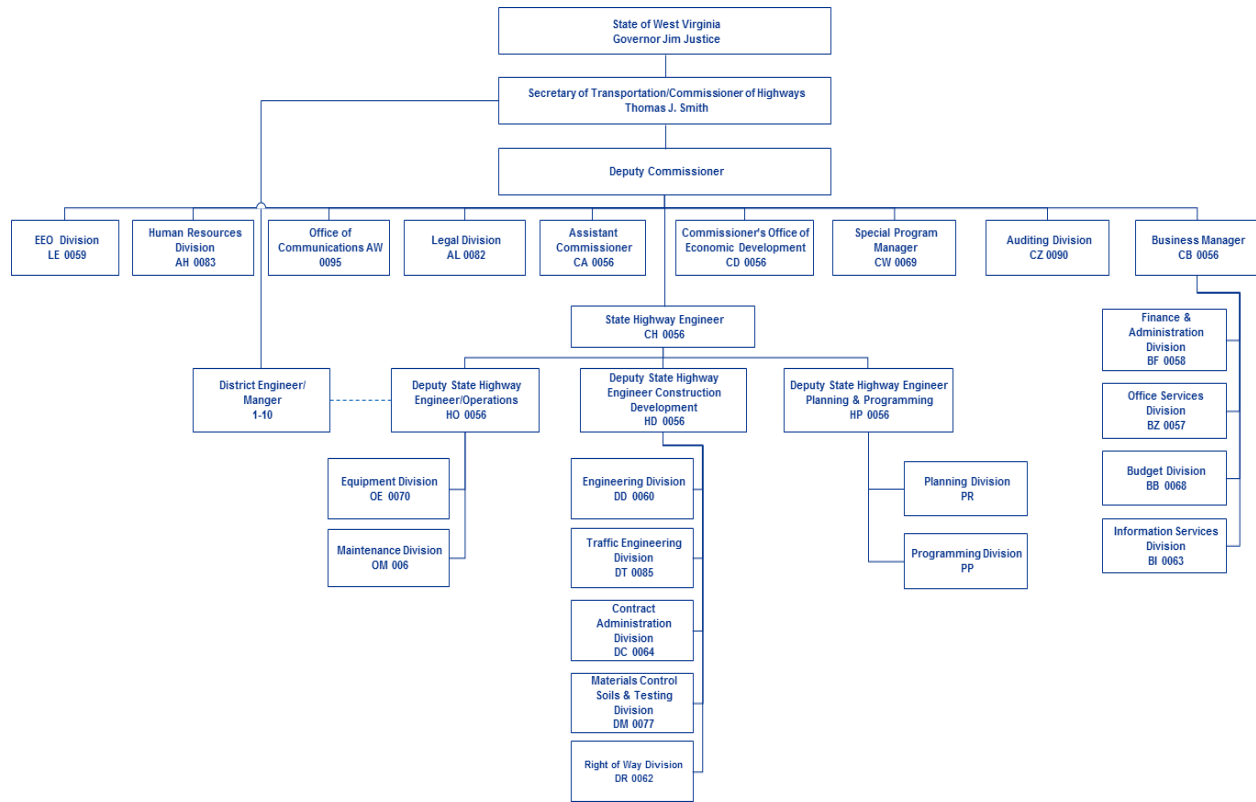 State of West Virginia
Governor Jim Justice
Secretary of Transportation/Commissioner of Highways
Thomas J. Smith
Deputy Commissioner
EEO Division
LE 0059
Human Resources
Division
AH 0083
Office of
Communications AW
0095
Legal Division
AL 0082
Assistant
Commissioner
CA 0056
Commissioner's Office of
Economic Development
CD 0056
Special Program
Manager
CW 0069
Auditing Division
CZ 0090
Business Manager
CB 0056
State Highway Engineer
CH 0056
Finance &
Administration
Division
BF 0058
District Engineer/
Manger
1-10
Deputy State Highway
Engineer/Operations
HO 0056
Deputy State Highway
Engineer Construction
Development
HD 0056
Deputy State Highway Engineer
Planning & Programming
HP 0056
Office Services
Division
BZ 0057
Equipment Division
OE 0070
Engineering Division
DD 0060
Planning Division
PR
Budget Division
BB 0068
Maintenance Division
OM 006
Traffic Engineering
Division
DT 0085
Programming Division
PP
Information Services
Division
BI 0063
Contract
Administration
Division
DC 0064
Materials Control
Soils & Testing
Division
DM 0077
Right of Way Division
DR 0062